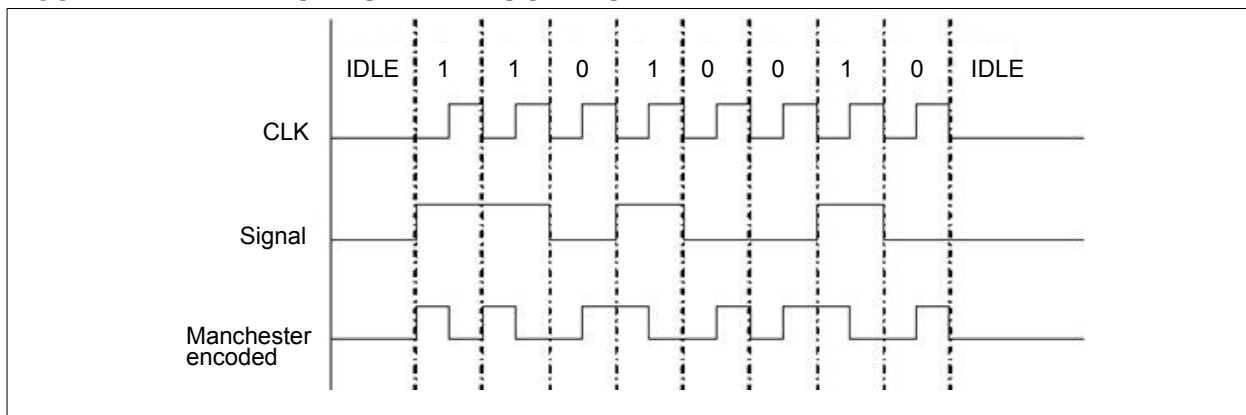 IDLE 1 1 0 1 0 0 1 0 IDLE
CLK
Signal
Manchester
encoded